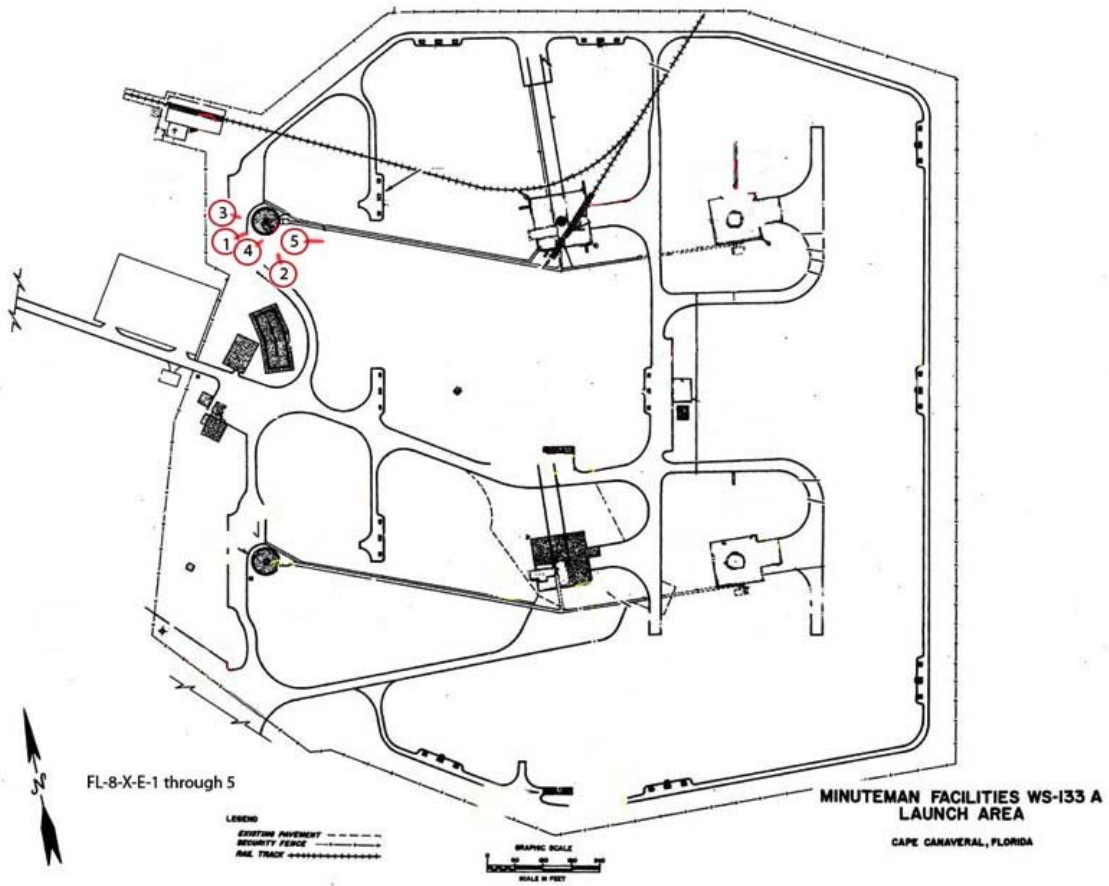 3
1
4
5
2
N
FL-8-X-E-1 through 5
LEGEND
EXISTING PAVEMENT
SECURITY FENCE
RAIL TRACK
GRAPHIC SCALE
SCALE IN FEET
MINUTEMAN FACILITIES WS-133 A
LAUNCH AREA
CAPE CANAVERAL, FLORIDA